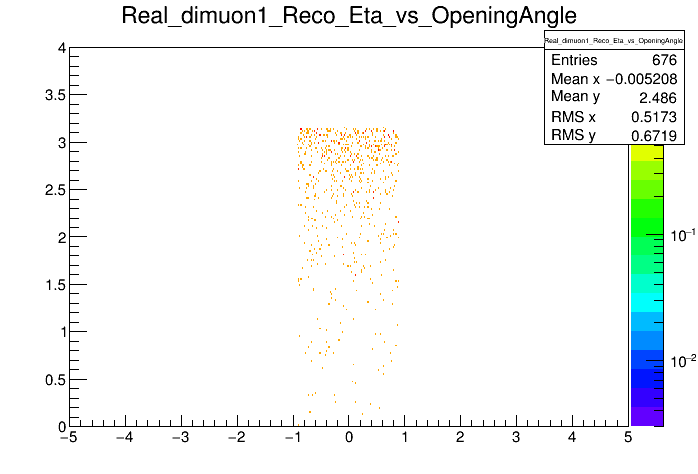 Real_dimuon1_Reco_Eta_vs_OpeningAngle
Real_dimuon1_Reco_Eta_vs_OpeningAngle
Entries 676
Mean x −0.005208
Mean y 2.486
RMS x 0.5173
RMS y 0.6719
4
3.5
3
2.5
2
1.5
1
0.5
0
−5 −4 −3 −2 −1 0 1 2 3 4 5
10−1
10−2